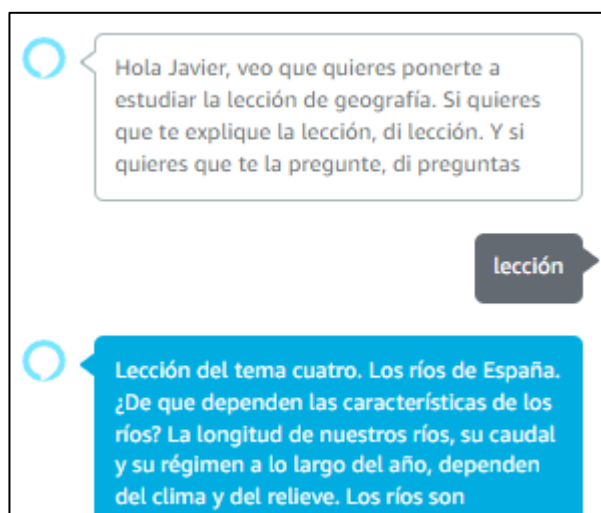 Hola Javier, veo que quieres ponerte a
estudiar la lección de geografía. Si quieres
que te explique la lección, di lección. Y si
quieres que te la pregunte, di preguntas
lección
Lección del tema cuatro. Los ríos de España.
¿De que dependen las características de los
ríos? La longitud de nuestros ríos, su caudal
y su régimen a lo largo del año, dependen
del clima y del relieve. Los ríos son